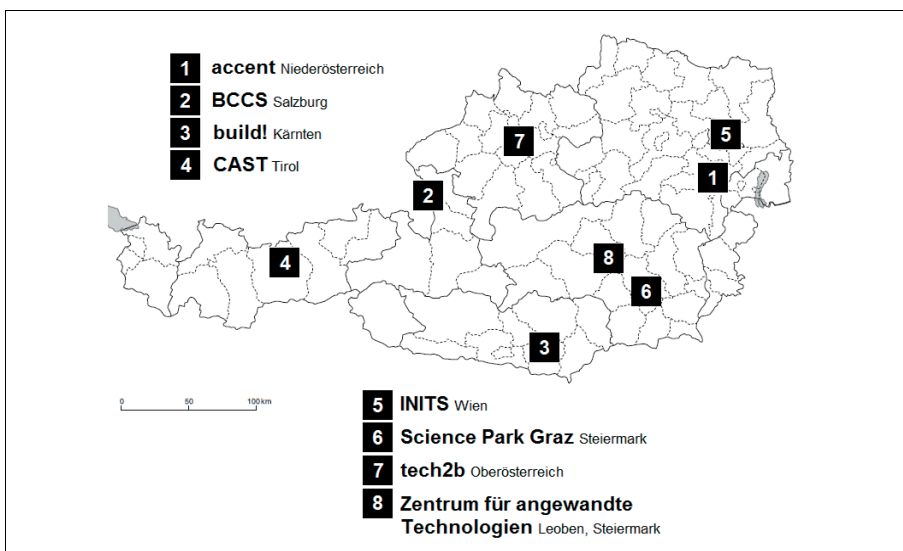 1 accent Niederösterreich
2 BCCS Salzburg
3 build! Kärnten
4 CAST Tirol
7
5
1
2
8
4
6
3
0 50 100 km
5 INITS Wien
6 Science Park Graz Steiermark
7 tech2b Oberösterreich
8 Zentrum für angewandte
Technologien Leoben, Steiermark